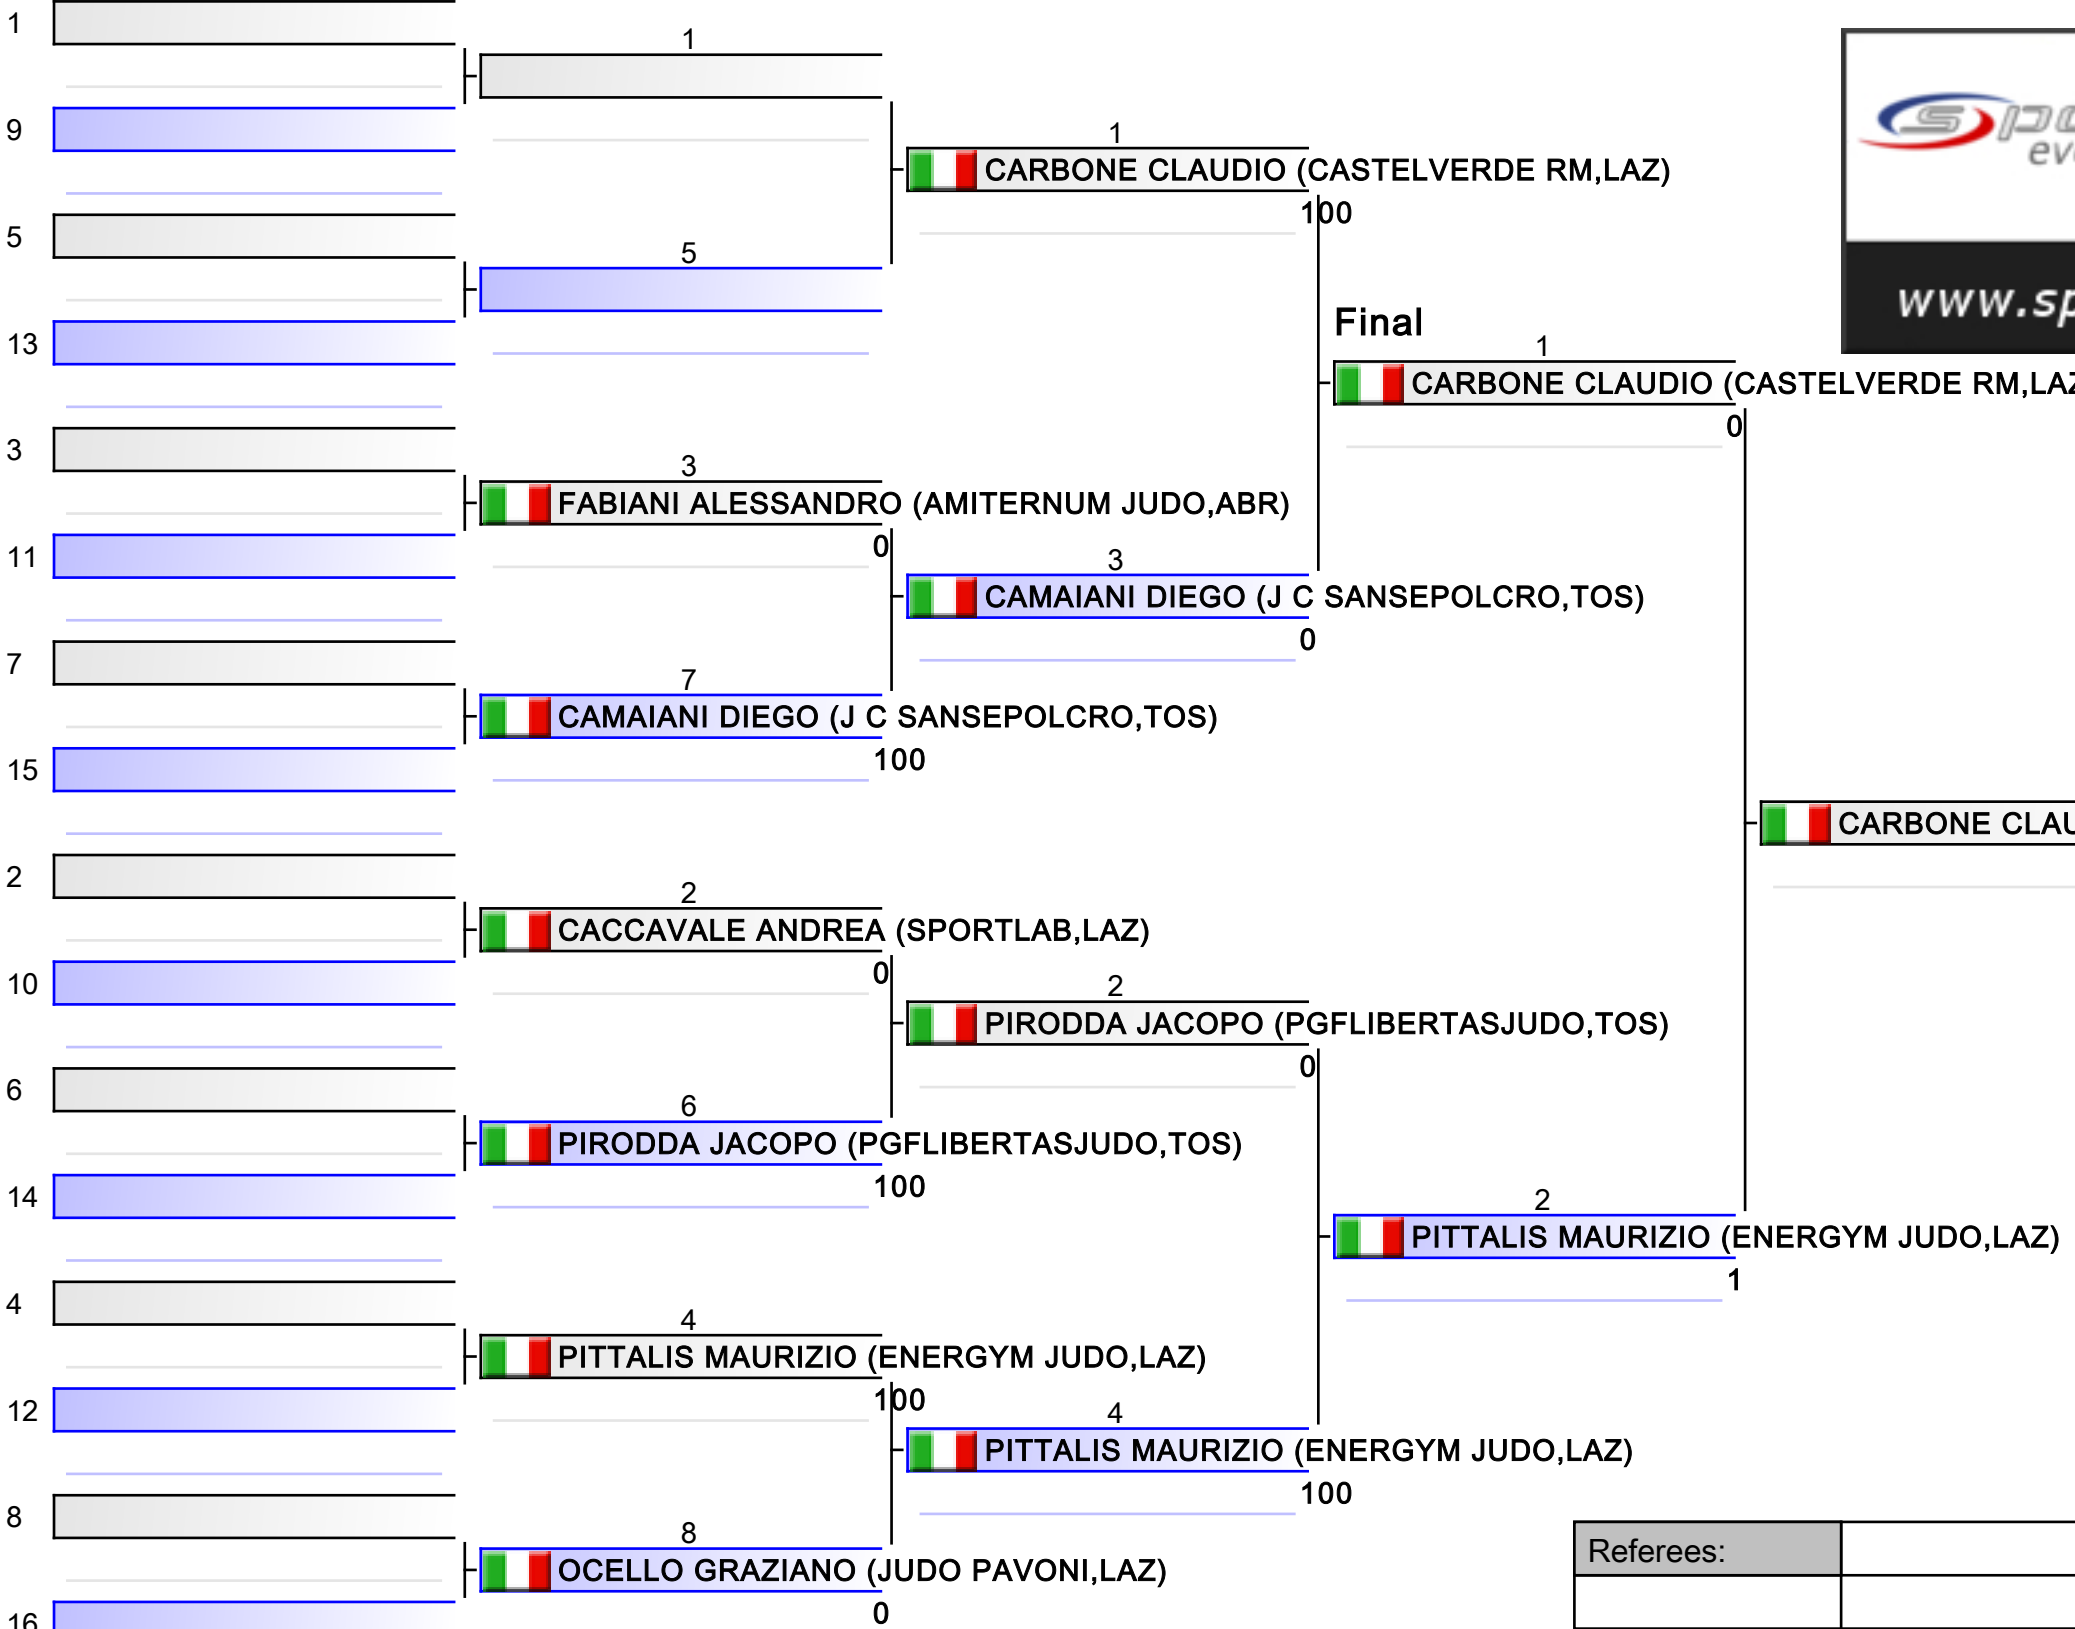 1
1
9
1
CARBONE CLAUDIO (CASTELVERDE RM,LAZ)
100
5
5
13
Final
1
CARBONE CLAUDIO (CASTELVERDE RM,LAZ
0
3
3
FABIANI ALESSANDRO (AMITERNUM JUDO,ABR)
0
11
3
CAMAIANI DIEGO (J C SANSEPOLCRO,TOS)
0
7
7
CAMAIANI DIEGO (J C SANSEPOLCRO,TOS)
100
15
CARBONE CLAU
2
2
CACCAVALE ANDREA (SPORTLAB,LAZ)
0
10
2
PIRODDA JACOPO (PGFLIBERTASJUDO,TOS)
0
6
6
PIRODDA JACOPO (PGFLIBERTASJUDO,TOS)
100
14
2
PITTALIS MAURIZIO (ENERGYM JUDO,LAZ)
1
4
4
PITTALIS MAURIZIO (ENERGYM JUDO,LAZ)
100
12
4
PITTALIS MAURIZIO (ENERGYM JUDO,LAZ)
100
8
8
OCELLO GRAZIANO (JUDO PAVONI,LAZ)
0
16
Referees:
www.sp